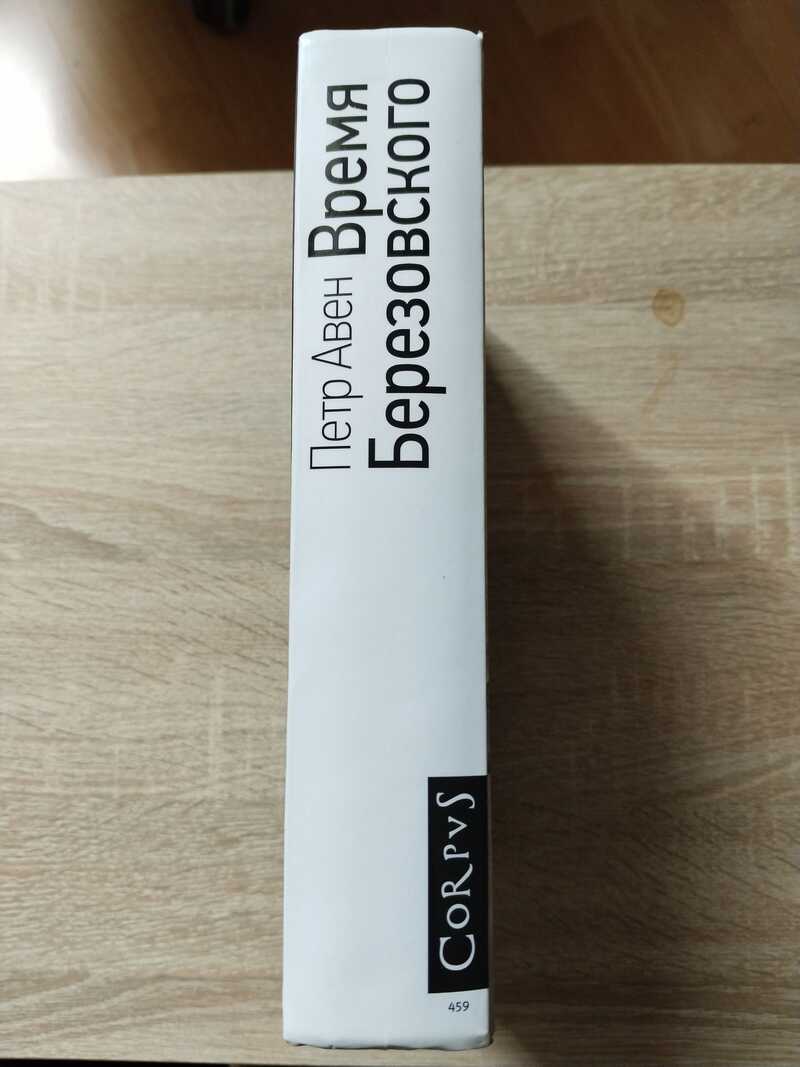 Петр Авен Время
Березовского
CORPVS
459